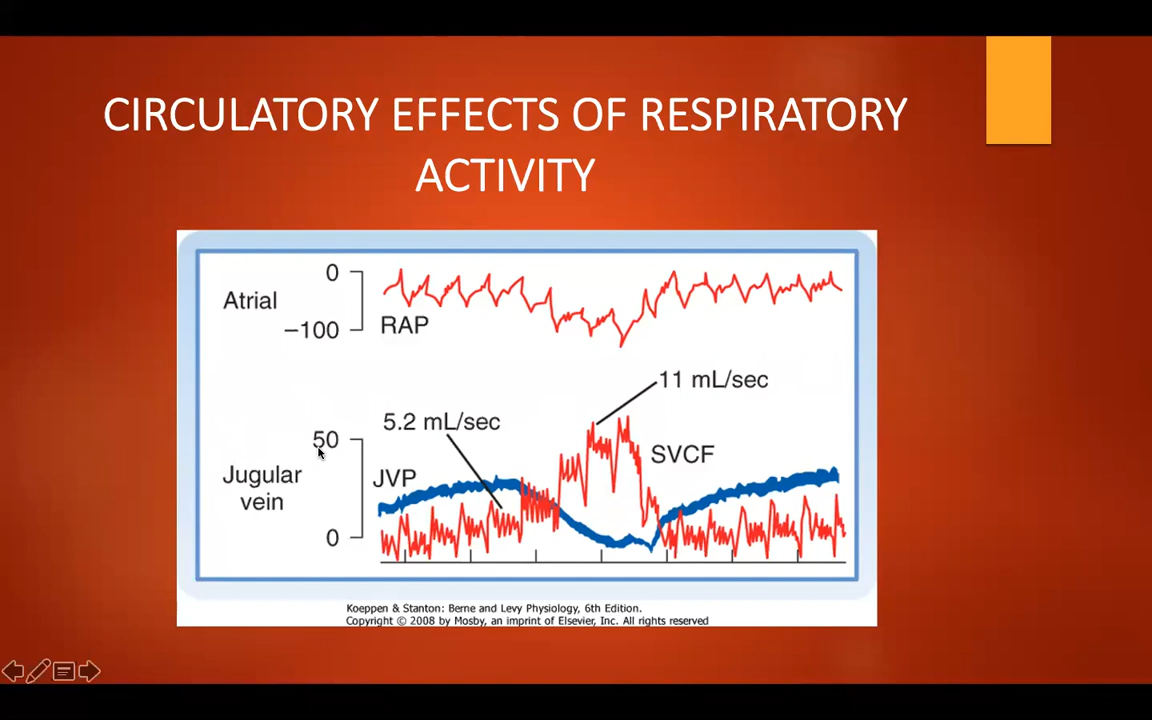 CIRCULATORY EFFECTS OF RESPIRATORY
ACTIVITY
0
Atrial
–100
RAP
11 mL/sec
5.2 mL/sec
50
SVCF
JVP
Jugular
vein
0
Koeppen & Stanton: Berne and Levy Physiology, 6th Edition.
Copyright © 2008 by Mosby, an imprint of Elsevier, Inc. All rights reserved